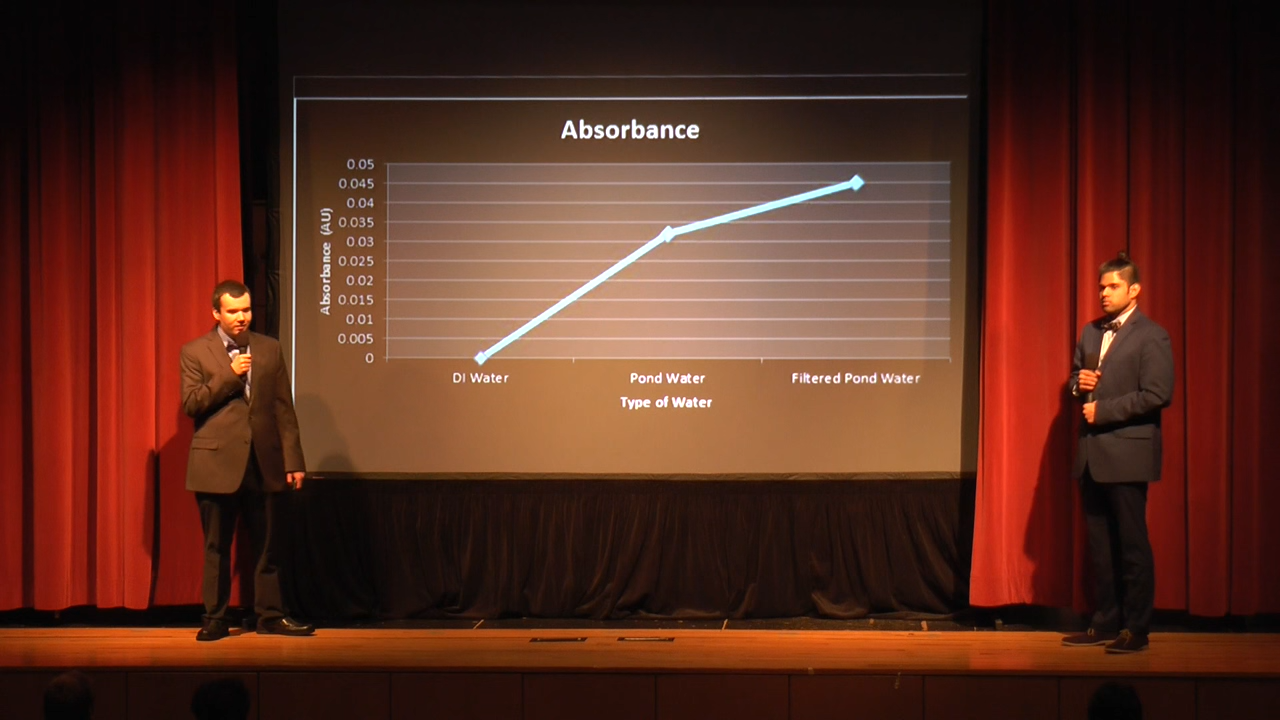 Absorbance
0.05
0.045
0.04
0.035
0.03
0.025
0.02
0.015
0.01
0.005
0
Absorbance (AU)
DI Water
Pond Water
Filtered Pond Water
Type of Water